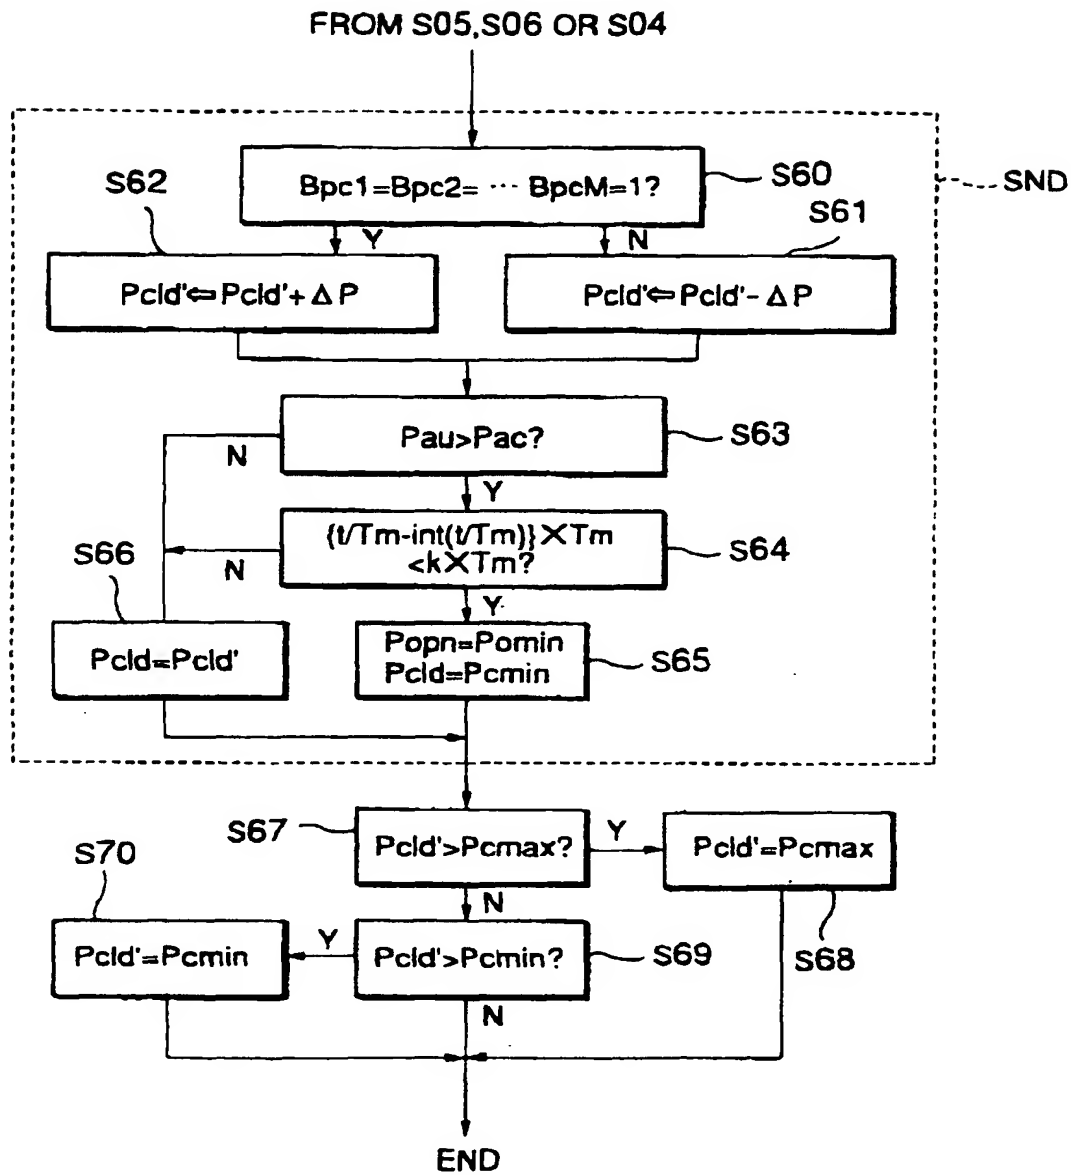 FROM S05,S06 OR S04
S62
Bpc1=Bpc2= ··· BpcM=1?
S60
SND
S61
Y
N
Pcld'⇐Pcld'+ΔP
Pcld'⇐Pcld'-ΔP
Pau>Pac?
S63
N
Y
{t/Tm-int(t/Tm)}×Tm
<k×Tm?
S64
S66
N
Y
Pcld=Pcld'
Popn=Pomin
Pcld=Pcmin
S65
S67
Pcld'>Pcmax?
Y
Pcld'=Pcmax
S70
N
S68
Pcld'=Pcmin
Y
Pcld'>Pcmin?
S69
N
END